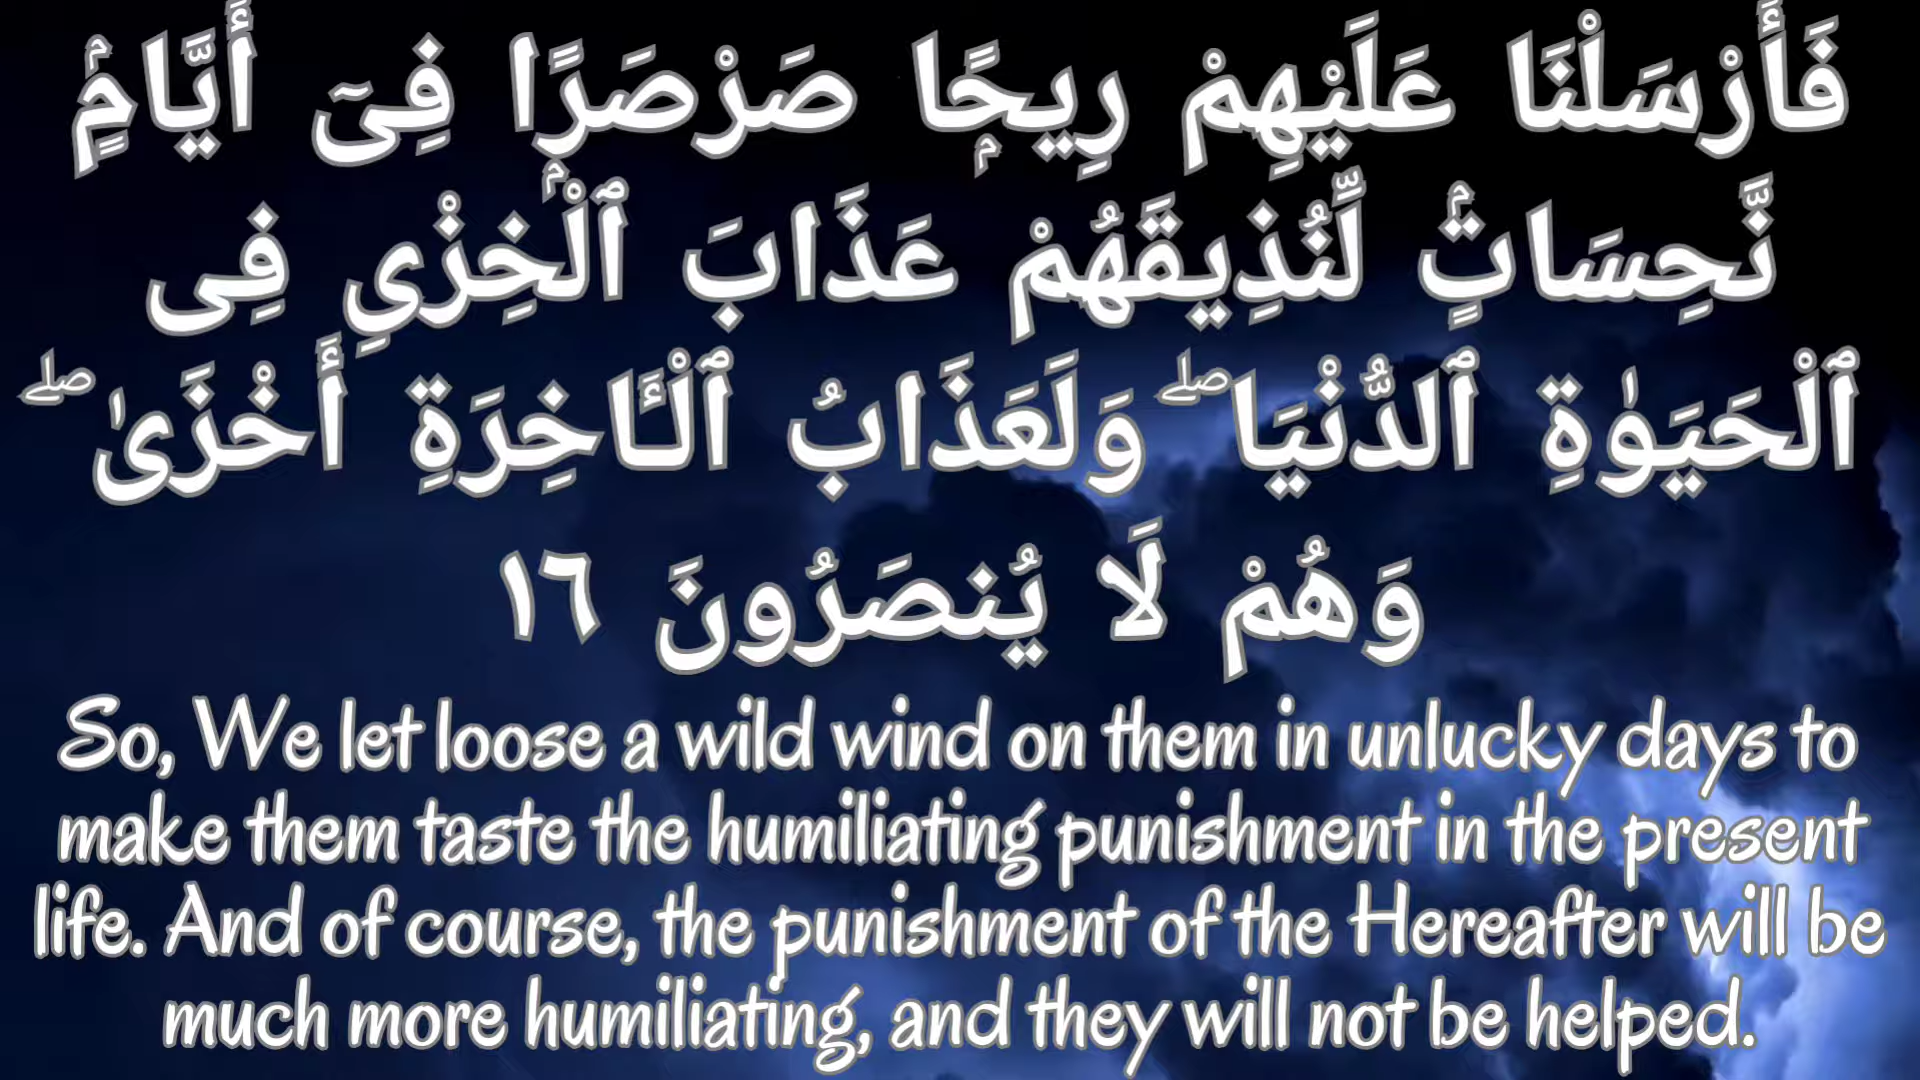 فَأَرْسَلْنَا عَلَيْهِمْ رِيحًۭا صَرْصَرًۭا فِىٓ أَيَّامٍۢ
نَّحِسَاتٍۢ لِّنُذِيقَهُمْ عَذَابَ ٱلْخِزْىِ فِى
ٱلْحَيَوٰةِ ٱلدُّنْيَا ۖ وَلَعَذَابُ ٱلْـَٔاخِرَةِ أَخْزَىٰ ۖ
وَهُمْ لَا يُنصَرُونَ ١٦
So, We let loose a wild wind on them in unlucky days to
make them taste the humiliating punishment in the present
life. And of course, the punishment of the Hereafter will be
much more humiliating, and they will not be helped.